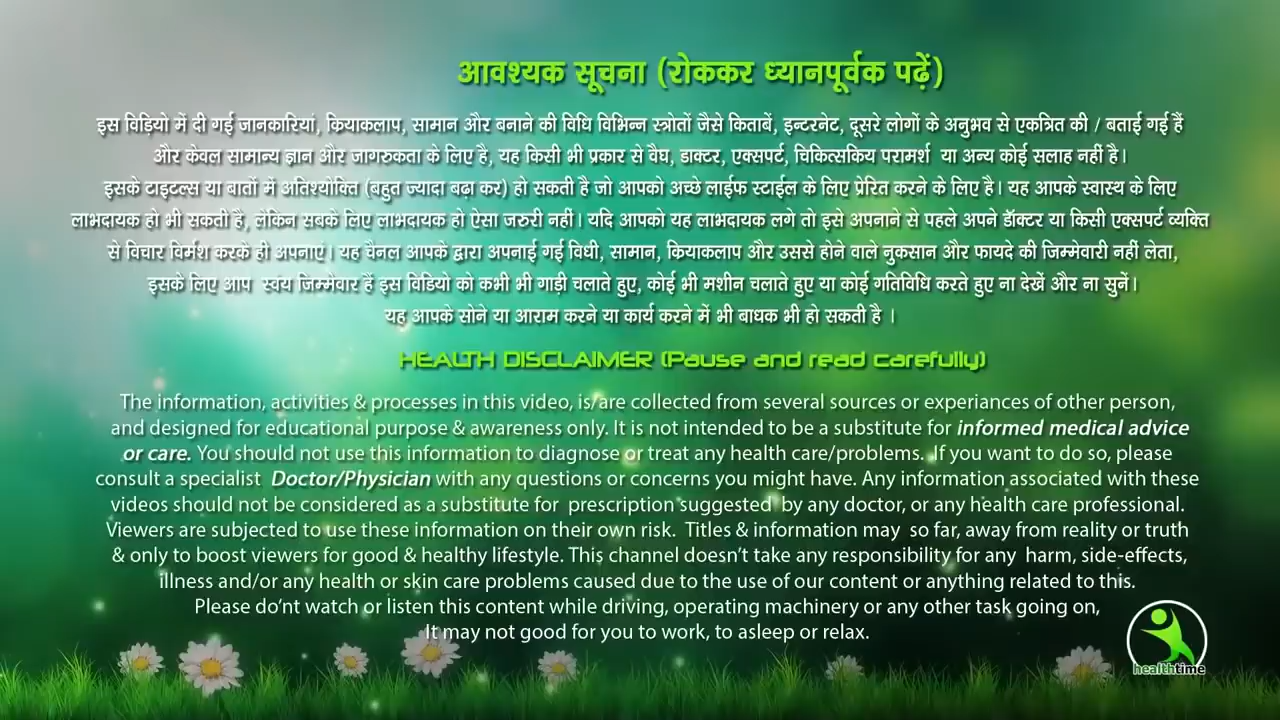 आवश्यक सूचना (रोककर ध्यानपूर्वक पढ़ें)
इस विडियो में दी गई जानकारियां, कियाकलाप, सामान और बनाने की विधि विभिन्न स्त्रोतों जैसे किताबें, इन्टरनेट, दूसरे लोगों के अनुभव से एकत्रित की / बताई गई हैं
और केवल सामान्य ज्ञान और जागरुकता के लिए है, यह किसी भी प्रकार से वैघ, डाक्टर, एक्सपर्ट, चिकित्सकिय परामर्श या अन्य कोई सलाह नहीं है।
इसके टाइटल्स या बातों में अतिश्योक्ति (बहुत ज्यादा बढ़ा कर) हो सकती है जो आपको अच्छे लाईफ स्टाईल के लिए प्रेरित करने के लिए है। यह आपके स्वास्थ के लिए
लाभदायक हो भी सकती है, लेकिन सबके लिए लाभदायक हो ऐसा जरुरी नहीं। यदि आपको यह लाभदायक लगे तो इसे अपनाने से पहले अपने डॅाक्टर या किसी एक्सपर्ट व्यक्ति
से विचार विर्मश करके ही अपनाएं। यह चैनल आपके द्वारा अपनाई गई विधी, सामान, कियाकलाप और उससे होने वाले नुकसान और फायदे की जिम्मेवारी नहीं लेता,
इसके लिए आप स्वंय जिम्मेवार हैं इस विडियो को कभी भी गाड़ी चलाते हुए, कोई भी मशीन चलाते हुए या कोई गतिविधि करते हुए ना देखें और ना सुनें।
यह आपके सोने या आराम करने या कार्य करने में भी बाधक भी हो सकती है ।
HEALTH DISCLAIMER (Pause and read carefully)
The information, activities & processes in this video, is/are collected from several sources or experiances of other person,
and designed for educational purpose & awareness only. It is not intended to be a substitute for informed medical advice
or care. You should not use this information to diagnose or treat any health care/problems. If you want to do so, please
consult a specialist Doctor/Physician with any questions or concerns you might have. Any information associated with these
videos should not be considered as a substitute for prescription suggested by any doctor, or any health care professional.
Viewers are subjected to use these information on their own risk. Titles & information may so far, away from reality or truth
& only to boost viewers for good & healthy lifestyle. This channel doesn't take any responsibility for any harm, side-effects,
illness and/or any health or skin care problems caused due to the use of our content or anything related to this.
Please do'nt watch or listen this content while driving, operating machinery or any other task going on,
It may not good for you to work, to asleep or relax.
healthtime